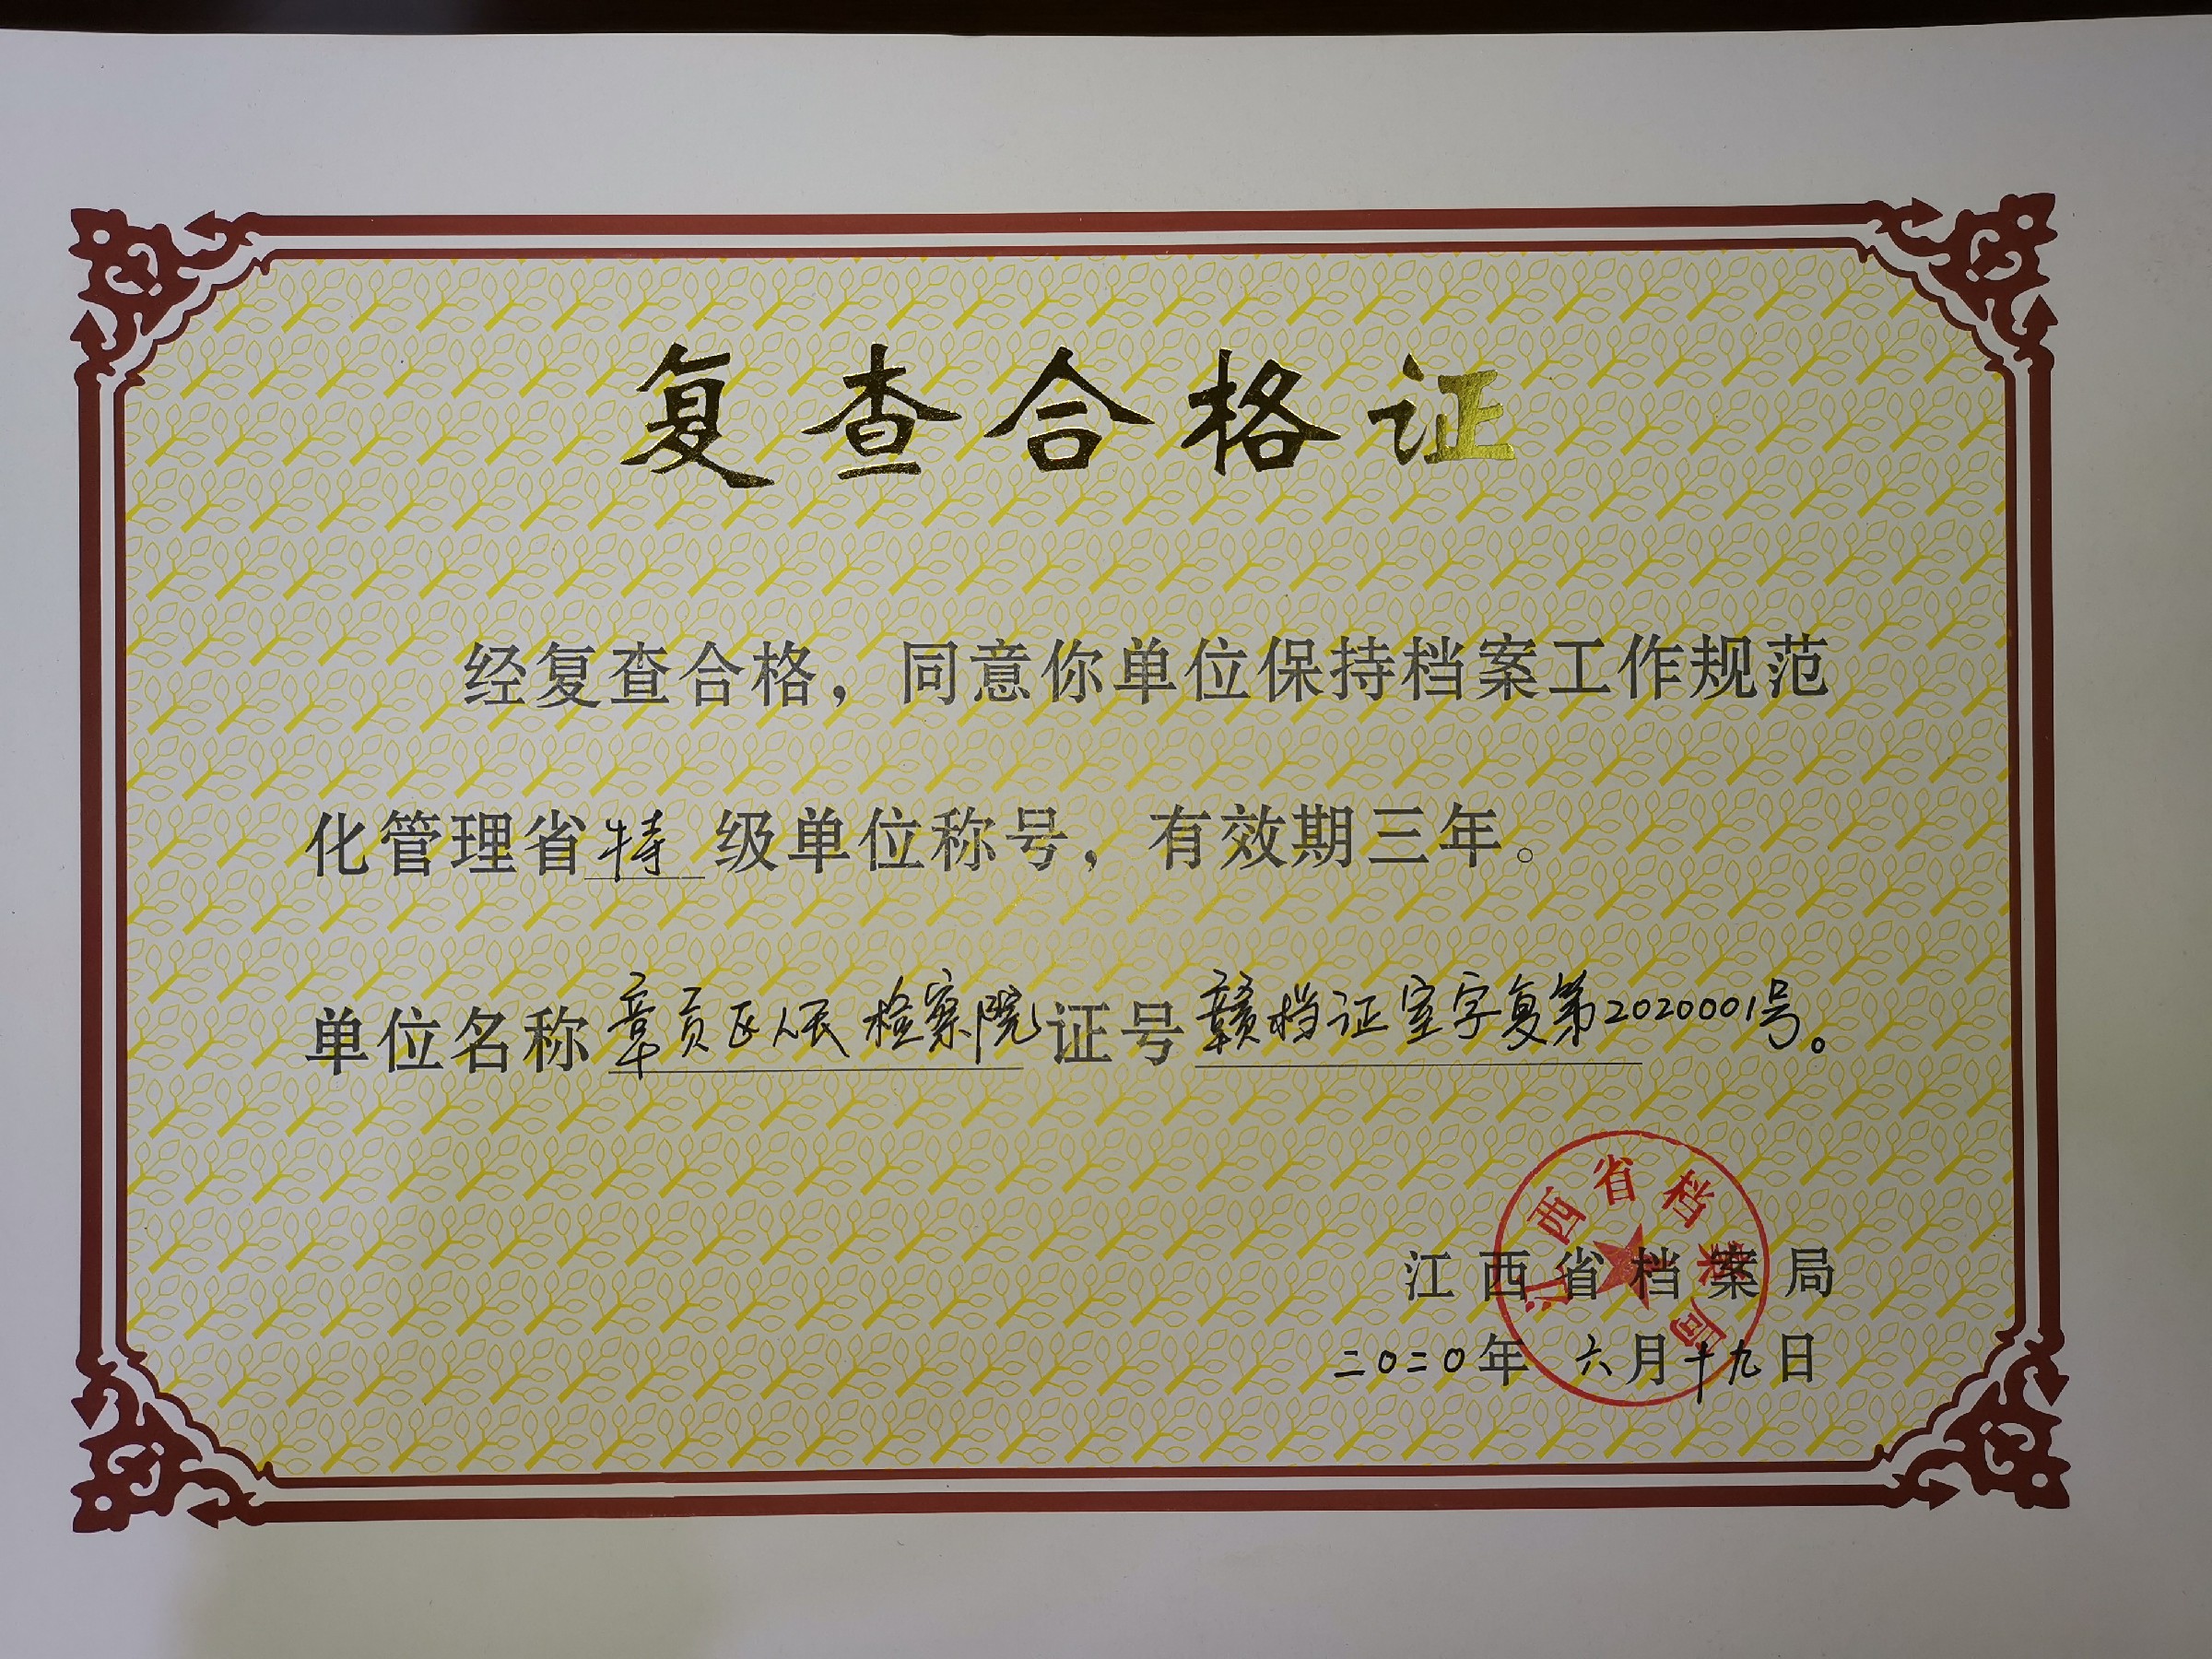 复查合格证
经复查合格，同意你单位保持档案工作规范
化管理省特级单位称号，有效期三年。
单位名称章贡区人民检察院证号赣档证室字复第2020001号。
江西省档案局
江西省档案局
二〇二〇年六月十九日